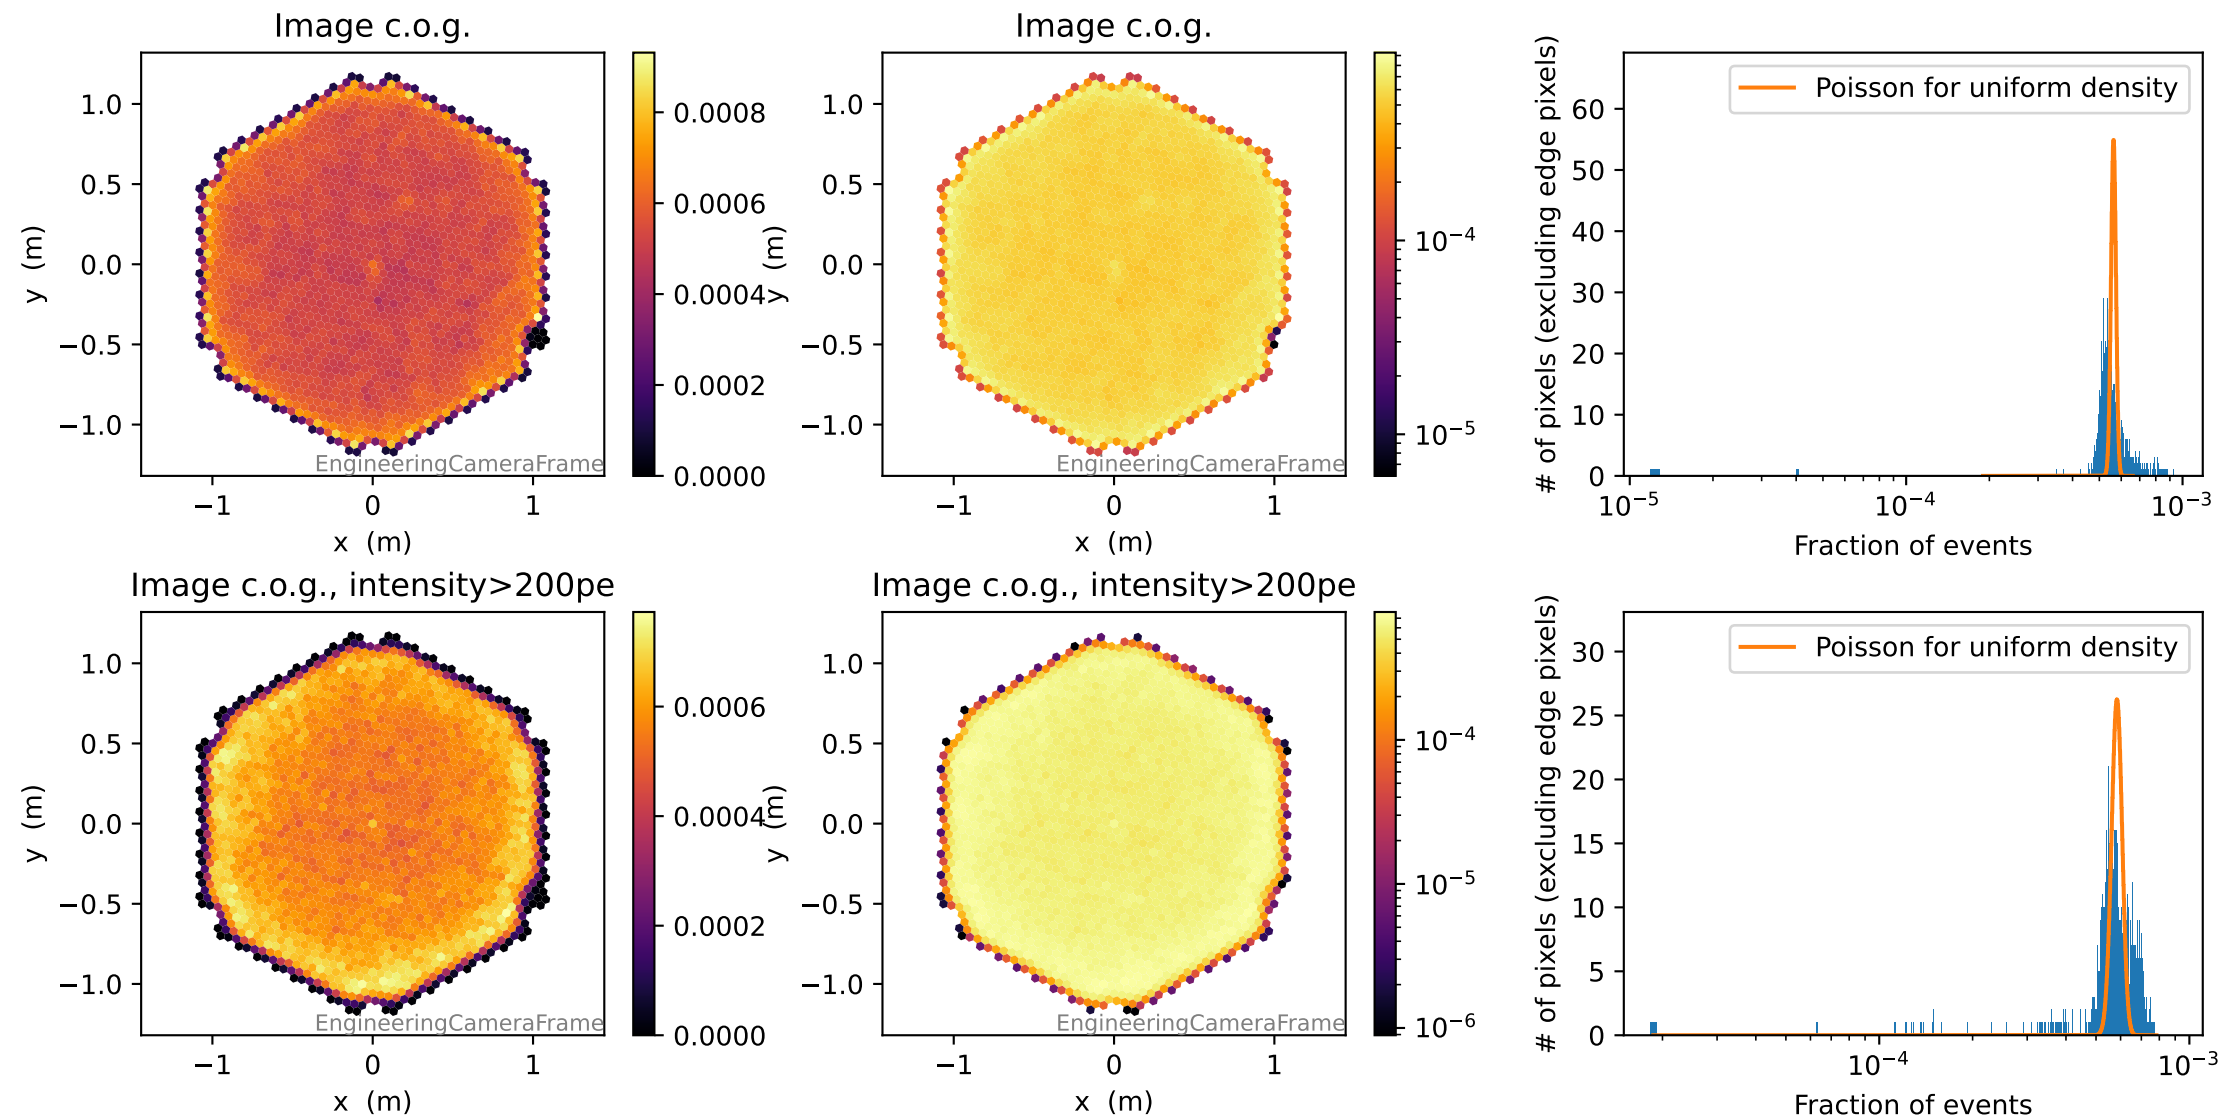 Image c.o.g.
y (m)
1.0
0.5
0.0
−0.5
−1.0
EngineeringCameraFrame
−1 0 1
x (m)
0.0008
0.0006
0.0004
0.0002
0.0000
Image c.o.g.
y (m)
1.0
0.5
0.0
−0.5
−1.0
EngineeringCameraFrame
−1 0 1
x (m)
10⁻⁴
10⁻⁵
# of pixels (excluding edge pixels)
60
50
40
30
20
10
0
Poisson for uniform density
10⁻⁵ 10⁻⁴ 10⁻³
Fraction of events
Image c.o.g., intensity>200pe
y (m)
1.0
0.5
0.0
−0.5
−1.0
EngineeringCameraFrame
−1 0 1
x (m)
0.0006
0.0004
0.0002
0.0000
Image c.o.g., intensity>200pe
y (m)
1.0
0.5
0.0
−0.5
−1.0
EngineeringCameraFrame
−1 0 1
x (m)
10⁻⁴
10⁻⁵
10⁻⁶
# of pixels (excluding edge pixels)
30
25
20
15
10
5
0
Poisson for uniform density
10⁻⁴ 10⁻³
Fraction of events